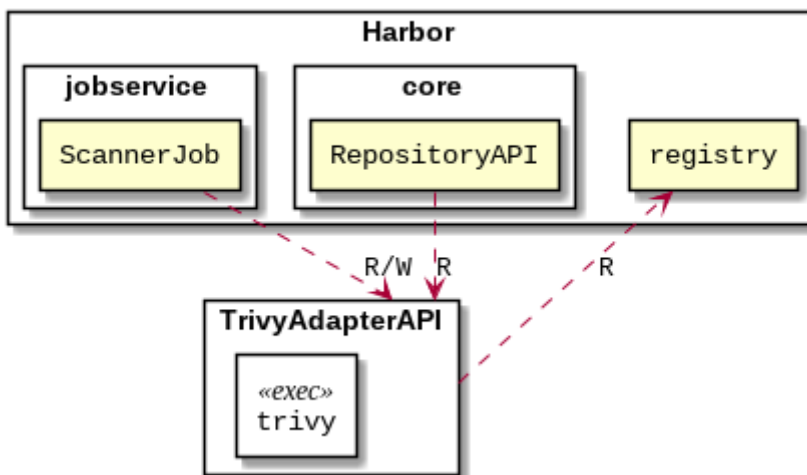 Harbor
jobservice
core
ScannerJob
RepositoryAPI
registry
R/W
R
R
TrivyAdapterAPI
«exec»
trivy